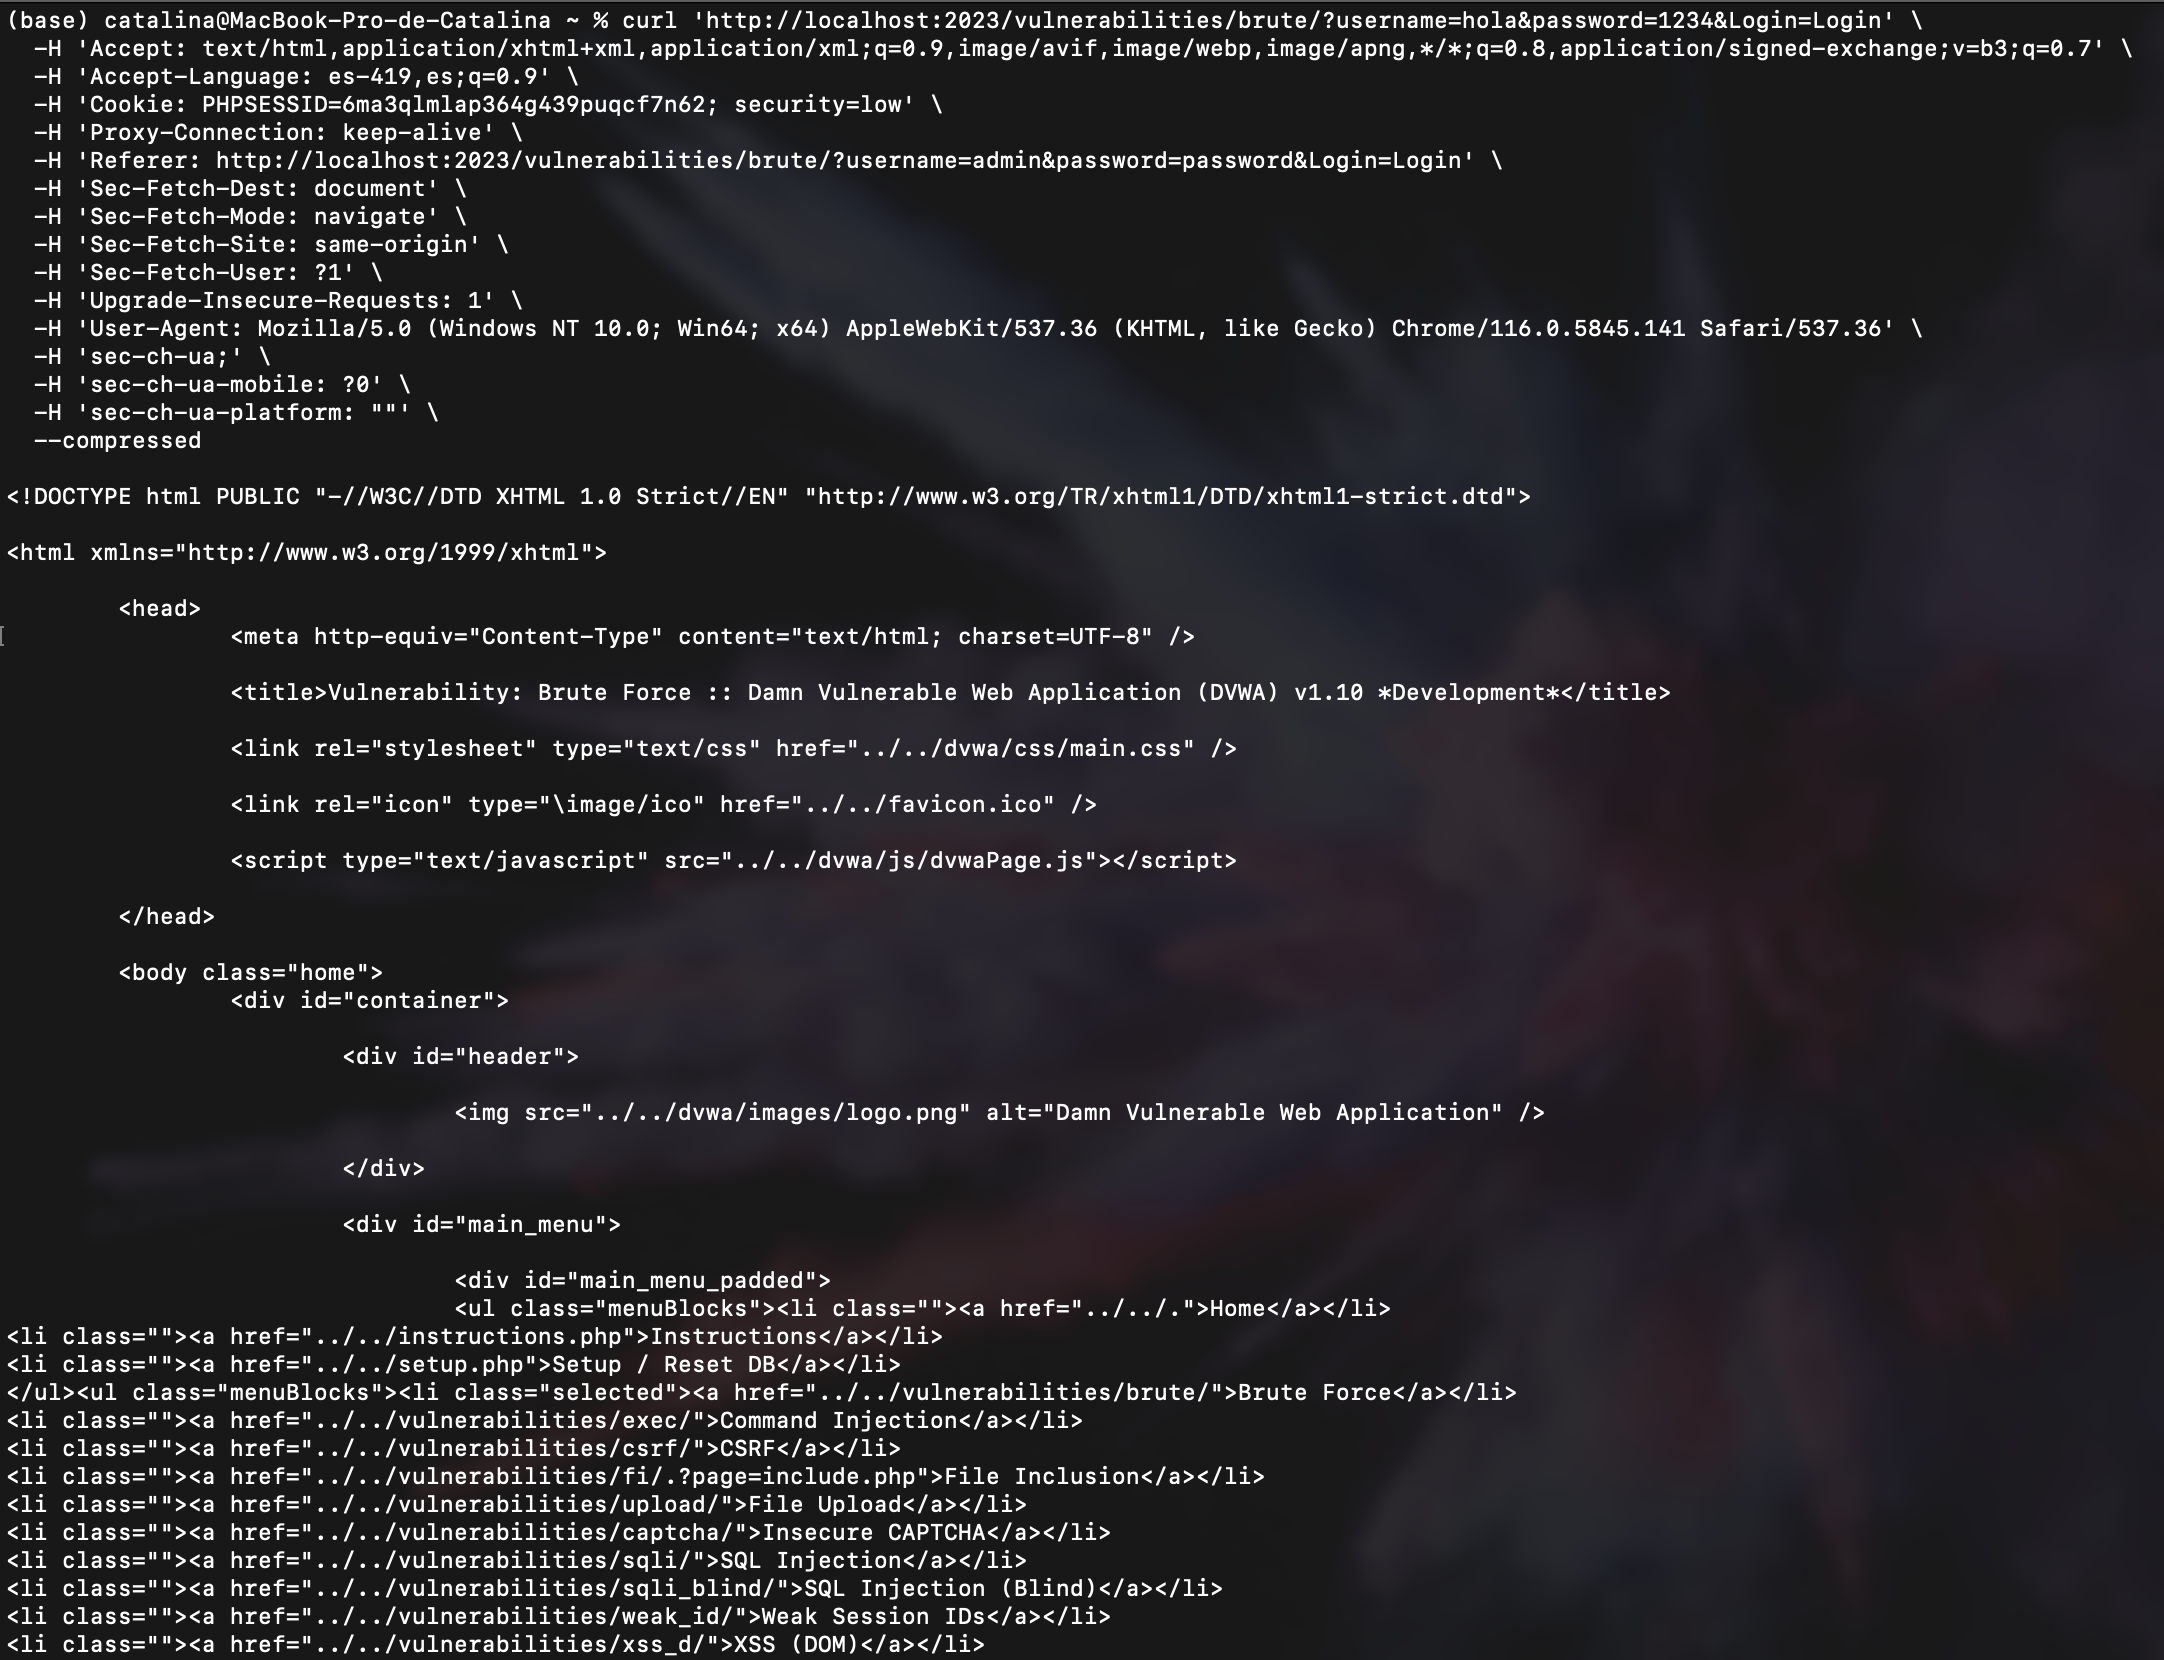 (base) catalina@MacBook-Pro-de-Catalina ~ % curl 'http://localhost:2023/vulnerabilities/brute/?username=hola&password=1234&Login=Login' \
  -H 'Accept: text/html,application/xhtml+xml,application/xml;q=0.9,image/avif,image/webp,image/apng,*/*;q=0.8,application/signed-exchange;v=b3;q=0.7' \
  -H 'Accept-Language: es-419,es;q=0.9' \
  -H 'Cookie: PHPSESSID=6ma3qlmlap364g439puqcf7n62; security=low' \
  -H 'Proxy-Connection: keep-alive' \
  -H 'Referer: http://localhost:2023/vulnerabilities/brute/?username=admin&password=password&Login=Login' \
  -H 'Sec-Fetch-Dest: document' \
  -H 'Sec-Fetch-Mode: navigate' \
  -H 'Sec-Fetch-Site: same-origin' \
  -H 'Sec-Fetch-User: ?1' \
  -H 'Upgrade-Insecure-Requests: 1' \
  -H 'User-Agent: Mozilla/5.0 (Windows NT 10.0; Win64; x64) AppleWebKit/537.36 (KHTML, like Gecko) Chrome/116.0.5845.141 Safari/537.36' \
  -H 'sec-ch-ua;' \
  -H 'sec-ch-ua-mobile: ?0' \
  -H 'sec-ch-ua-platform: ""' \
  --compressed
<!DOCTYPE html PUBLIC "-//W3C//DTD XHTML 1.0 Strict//EN" "http://www.w3.org/TR/xhtml1/DTD/xhtml1-strict.dtd">
<html xmlns="http://www.w3.org/1999/xhtml">
<head>
<meta http-equiv="Content-Type" content="text/html; charset=UTF-8" />
<title>Vulnerability: Brute Force :: Damn Vulnerable Web Application (DVWA) v1.10 *Development*</title>
<link rel="stylesheet" type="text/css" href="../../dvwa/css/main.css" />
<link rel="icon" type="\image/ico" href="../../favicon.ico" />
<script type="text/javascript" src="../../dvwa/js/dvwaPage.js"></script>
</head>
<body class="home">
<div id="container">
<div id="header">
<img src="../../dvwa/images/logo.png" alt="Damn Vulnerable Web Application" />
</div>
<div id="main_menu">
<div id="main_menu_padded">
<ul class="menuBlocks"><li class=""><a href="../../.">Home</a></li>
<li class=""><a href="../../instructions.php">Instructions</a></li>
<li class=""><a href="../../setup.php">Setup / Reset DB</a></li>
</ul><ul class="menuBlocks"><li class="selected"><a href="../../vulnerabilities/brute/">Brute Force</a></li>
<li class=""><a href="../../vulnerabilities/exec/">Command Injection</a></li>
<li class=""><a href="../../vulnerabilities/csrf/">CSRF</a></li>
<li class=""><a href="../../vulnerabilities/fi/.?page=include.php">File Inclusion</a></li>
<li class=""><a href="../../vulnerabilities/upload/">File Upload</a></li>
<li class=""><a href="../../vulnerabilities/captcha/">Insecure CAPTCHA</a></li>
<li class=""><a href="../../vulnerabilities/sqli/">SQL Injection</a></li>
<li class=""><a href="../../vulnerabilities/sqli_blind/">SQL Injection (Blind)</a></li>
<li class=""><a href="../../vulnerabilities/weak_id/">Weak Session IDs</a></li>
<li class=""><a href="../../vulnerabilities/xss_d/">XSS (DOM)</a></li>